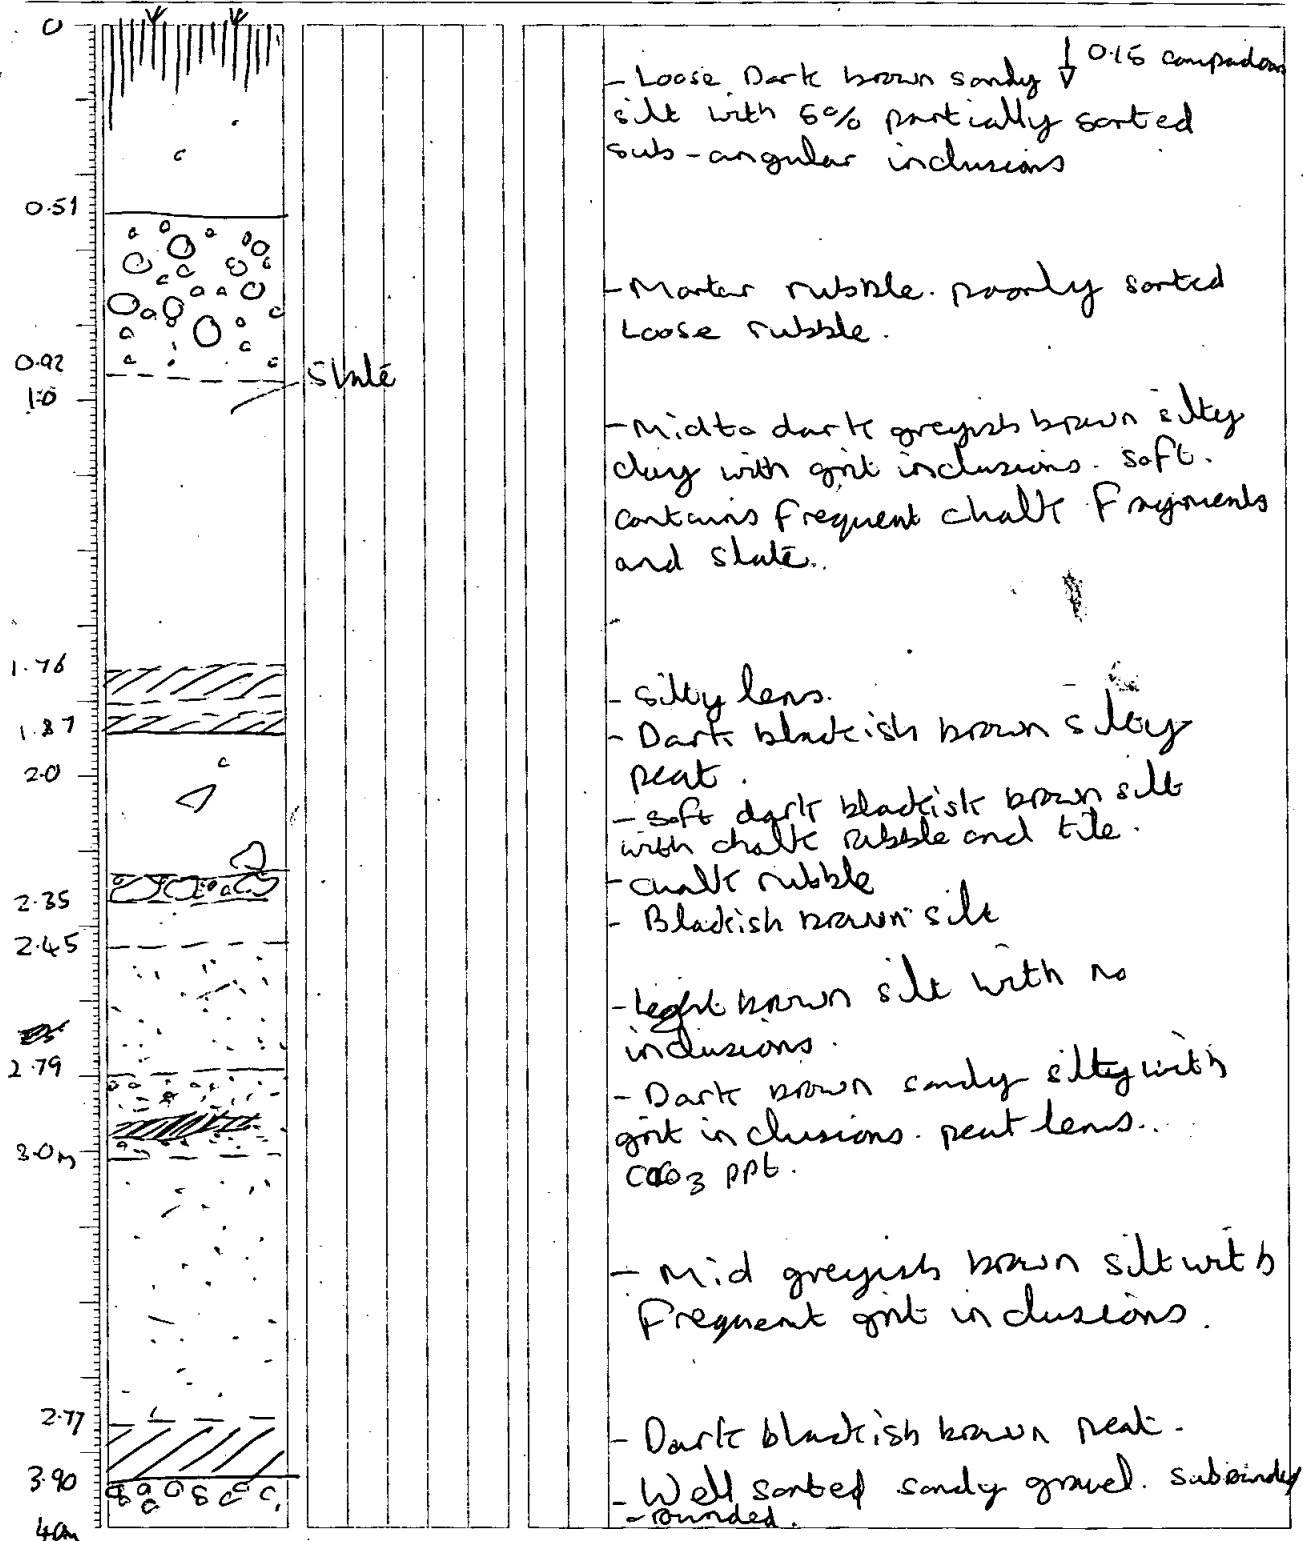 0
↓ 0.15 compaction
- Loose Dark brown sandy
silt with 5% partially sorted
sub-angular inclusions
0.51
- Mortar rubble. poorly sorted
Loose rubble.
0.92
Slate
1.0
- Mid to dark greyish brown silty
clay with grit inclusions. Soft.
contains frequent chalk fragments
and slate..
1.76
- Silty lens.
1.87
- Dark blackish brown silty
peat.
2.0
- soft dark blackish brown silt
with chalk rubble and tile.
- Chalk rubble
2.35
- Blackish brown silt
2.45
- Light brown silt with no
inclusions.
2.79
- Dark brown sandy silty with
grit inclusions. peat lens..
3.0m
CaCO3 ppt.
- Mid greyish brown silt with
Frequent grit inclusions.
2.77
- Dark blackish brown peat.
3.90
- Well sorted sandy gravel. subrounded
- rounded.
4.0m